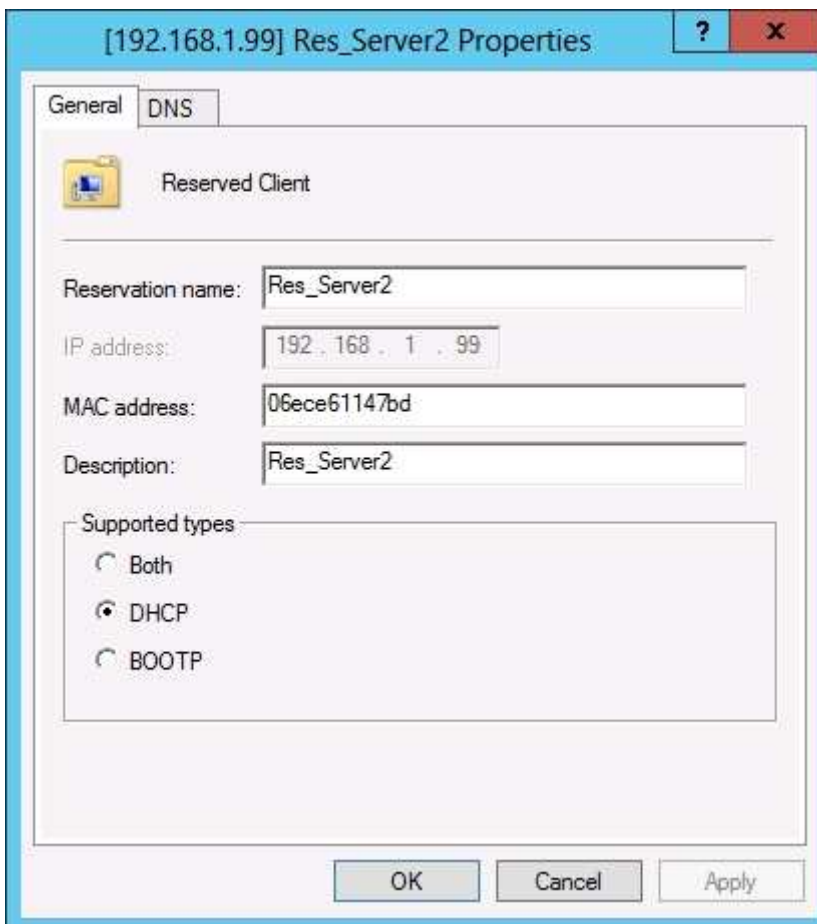 [192.168.1.99] Res_Server2 Properties
? x
General DNS
Reserved Client
Reservation name: Res_Server2
IP address: 192 . 168 . 1 . 99
MAC address: 06ece61147bd
Description: Res_Server2
Supported types
Both
DHCP
BOOTP
OK Cancel Apply